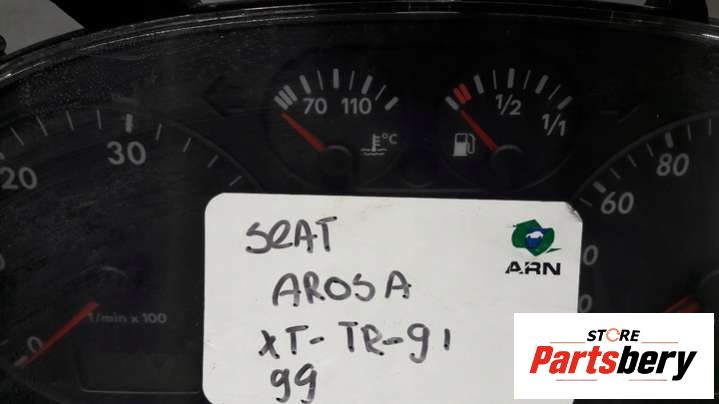 70 110
°C
1/2
1/1
20
30
60
80
0
1/min x 100
SEAT
AROSA
XT-TR-91
99
ARN
STORE
Partsbery